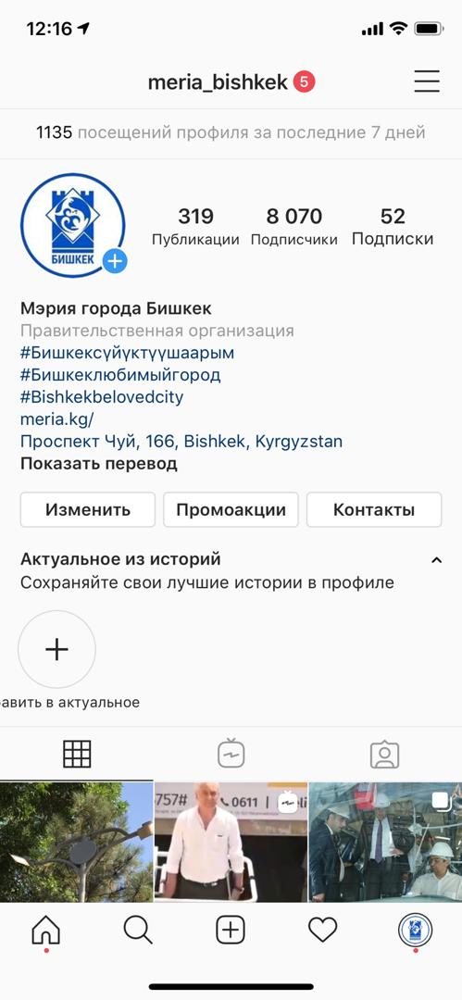 12:16
meria_bishkek 5
1135 посещений профиля за последние 7 дней
БИШКЕК
319 8 070 52
Публикации Подписчики Подписки
Мэрия города Бишкек
Правительственная организация
#Бишкексүйүктүүшаарым
#Бишкеклюбимыйгород
#Bishkekbelovedcity
meria.kg/
Проспект Чуй, 166, Bishkek, Kyrgyzstan
Показать перевод
Изменить Промоакции Контакты
Актуальное из историй
Сохраняйте свои лучшие истории в профиле
авить в актуальное
757# 0611 |